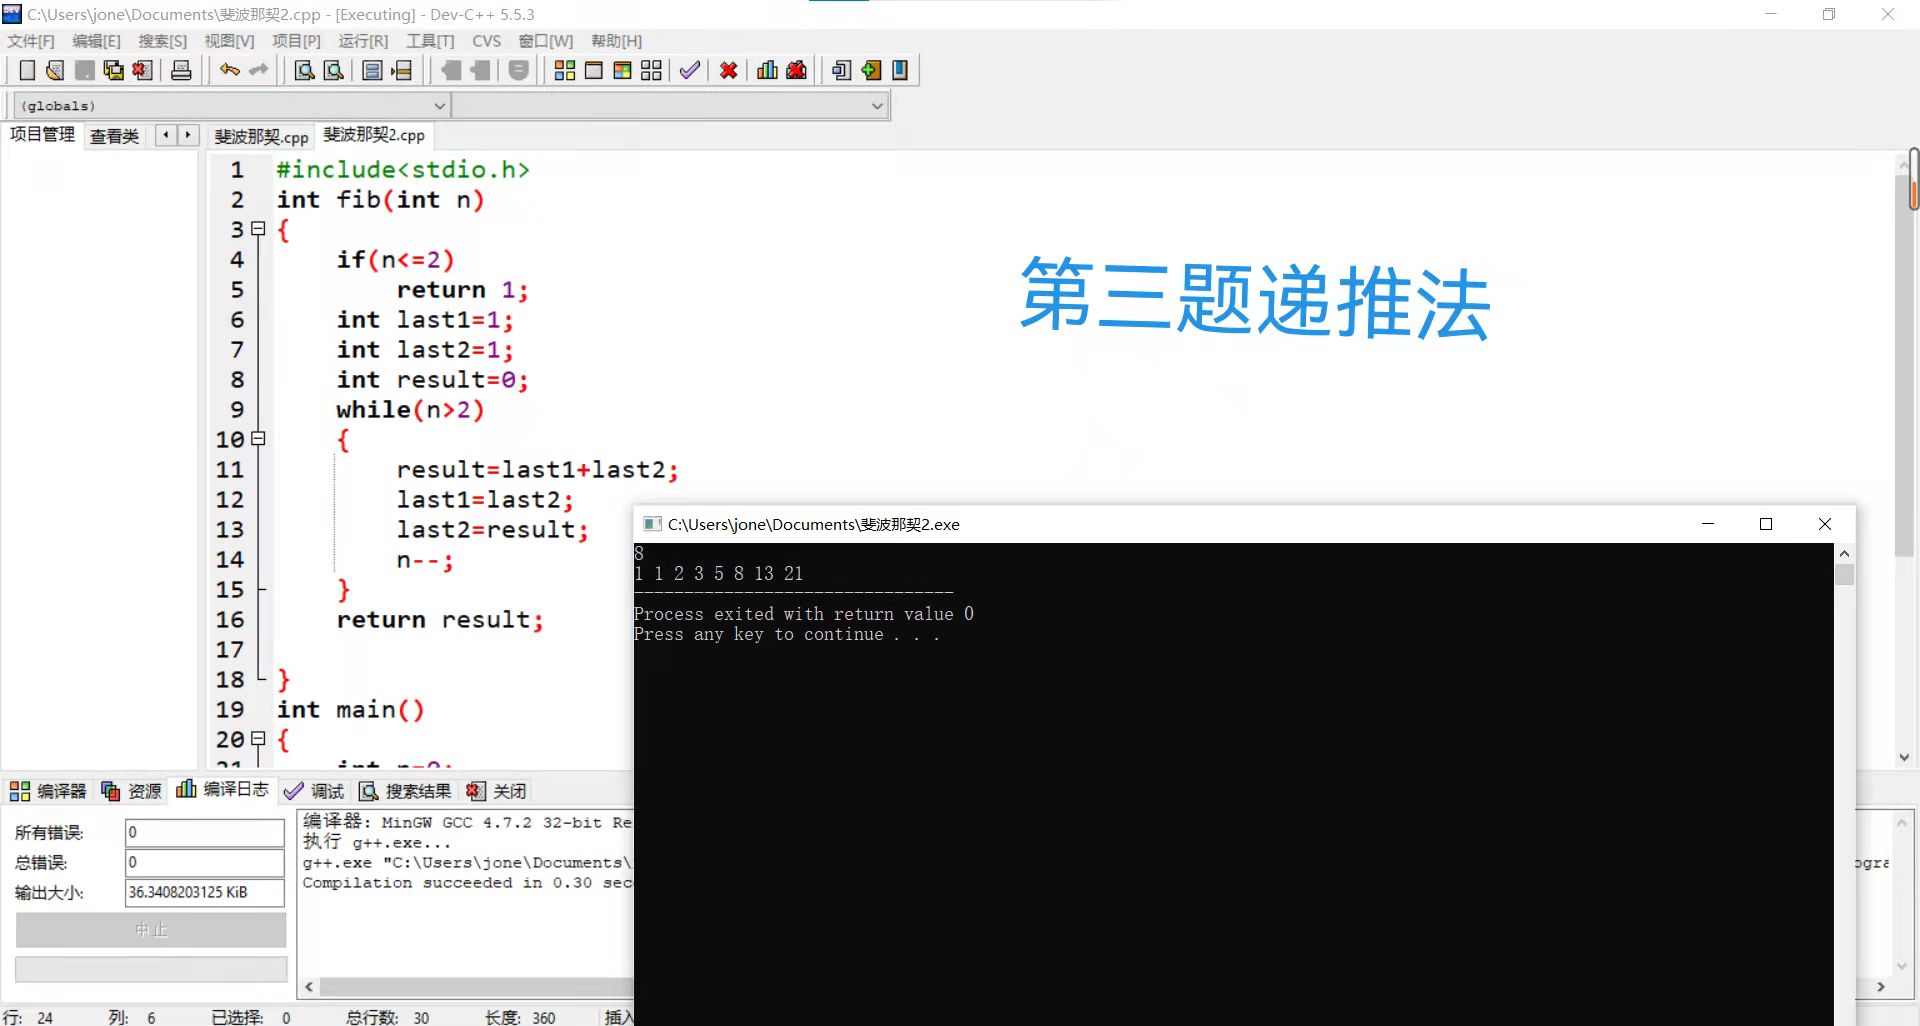 C:\Users\jone\Documents\斐波那契2.cpp - [Executing] - Dev-C++ 5.5.3
文件[F] 编辑[E] 搜索[S] 视图[V] 项目[P] 运行[R] 工具[T] CVS 窗口[W] 帮助[H]
(globals)
项目管理 查看类 斐波那契.cpp 斐波那契2.cpp
1 #include<stdio.h>
2 int fib(int n)
3 {
4 if(n<=2)
5 return 1;
6 int last1=1;
7 int last2=1;
8 int result=0;
9 while(n>2)
10 {
11 result=last1+last2;
12 last1=last2;
13 last2=result;
14 n--;
15 }
16 return result;
17
18 }
19 int main()
20 {
21 int n=0;
第三题递推法
C:\Users\jone\Documents\斐波那契2.exe
8
1 1 2 3 5 8 13 21
--------------------------------
Process exited with return value 0
Press any key to continue . . .
编译器 资源 编译日志 调试 搜索结果 关闭
所有错误: 0
总错误: 0
输出大小: 36.3408203125 KiB
中止
编译器: MinGW GCC 4.7.2 32-bit Re
执行 g++.exe...
g++.exe "C:\Users\jone\Documents\
Compilation succeeded in 0.30 sec
ogra
行: 24 列: 6 已选择: 0 总行数: 30 长度: 360 插入